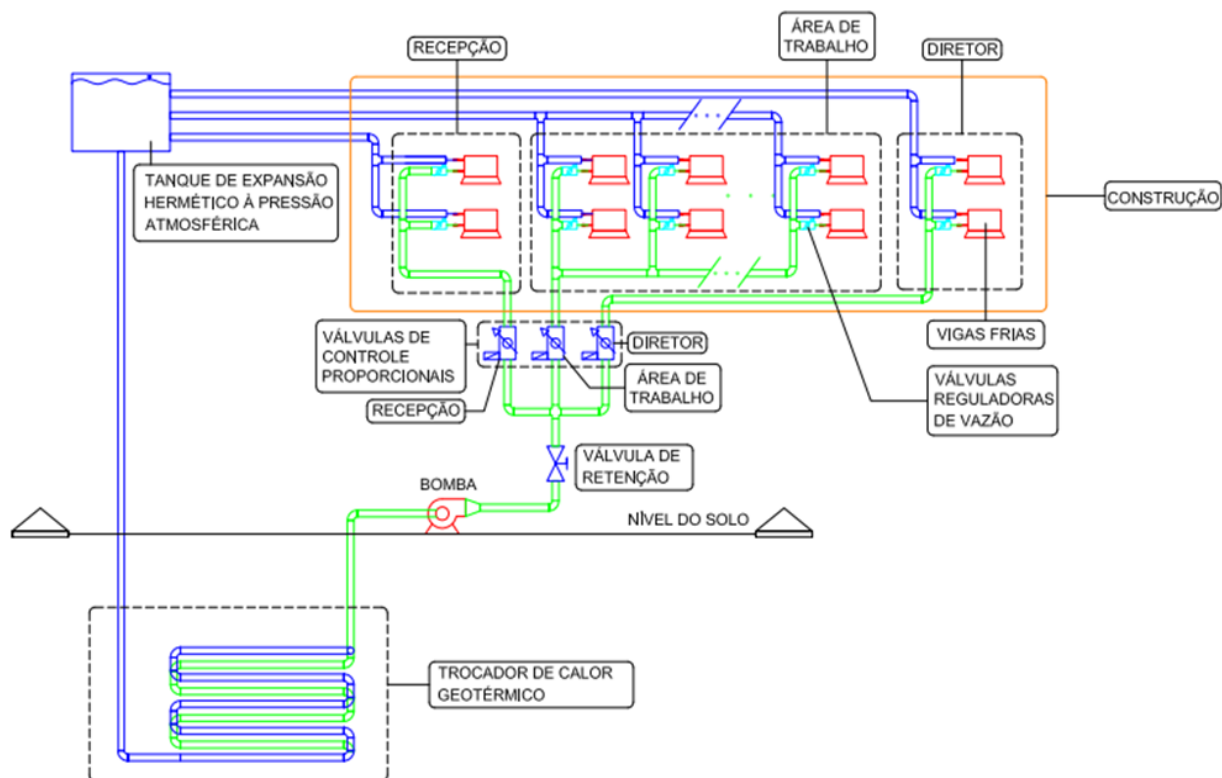 RECEPÇÃO
ÁREA DE
TRABALHO
DIRETOR
TANQUE DE EXPANSÃO
HERMÉTICO À PRESSÃO
ATMOSFÉRICA
CONSTRUÇÃO
VÁLVULAS DE
CONTROLE
PROPORCIONAIS
DIRETOR
VIGAS FRIAS
RECEPÇÃO
ÁREA DE
TRABALHO
VÁLVULAS
REGULADORAS
DE VAZÃO
VÁLVULA DE
RETENÇÃO
BOMBA
NÍVEL DO SOLO
TROCADOR DE CALOR
GEOTÉRMICO